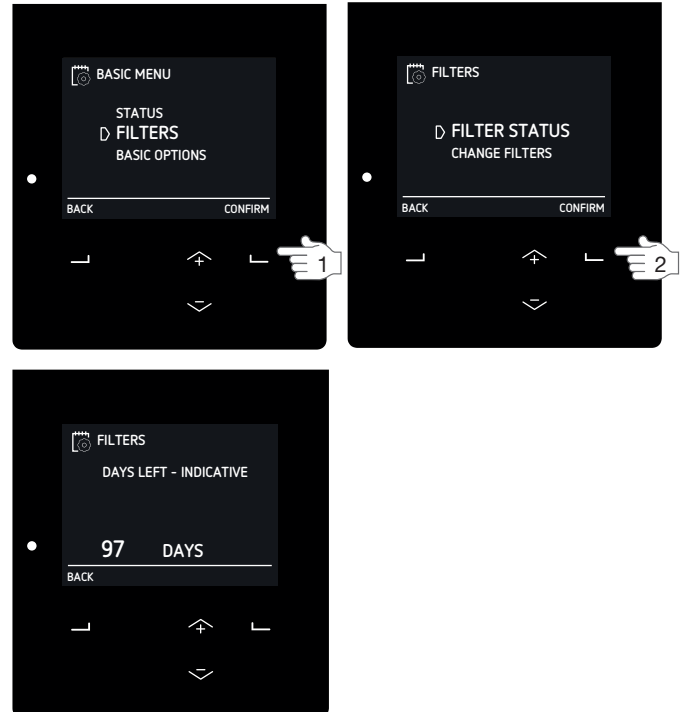 BASIC MENU
STATUS
FILTERS
BASIC OPTIONS
BACK CONFIRM
1
FILTERS
FILTER STATUS
CHANGE FILTERS
BACK CONFIRM
2
FILTERS
DAYS LEFT - INDICATIVE
97 DAYS
BACK